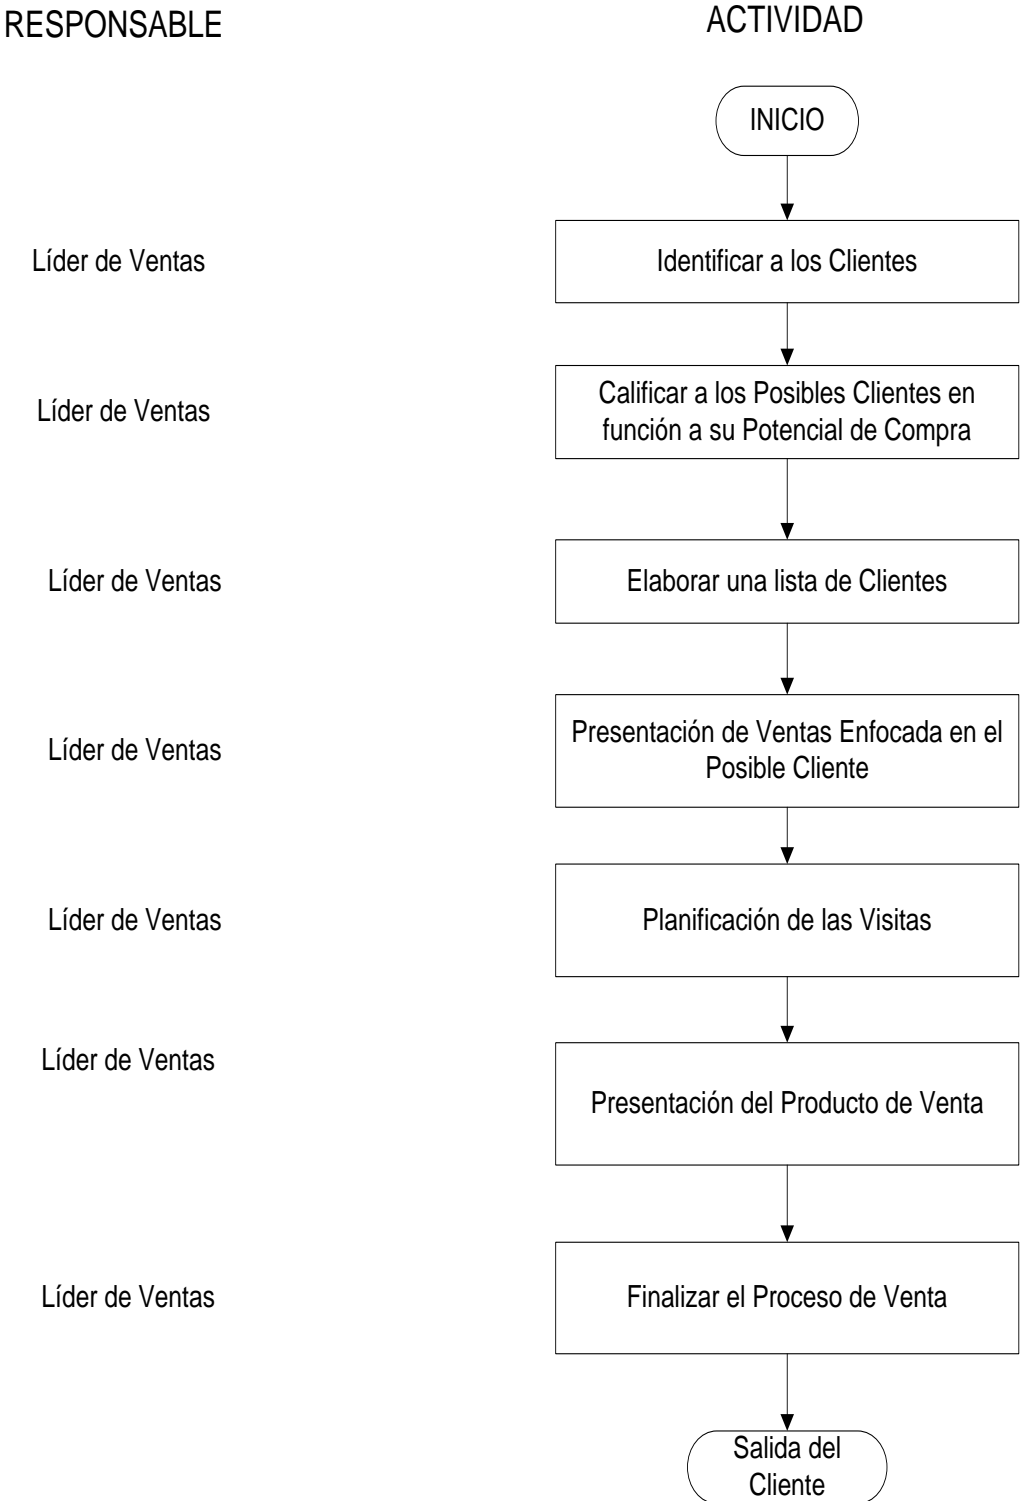 RESPONSABLE
ACTIVIDAD
INICIO
Líder de Ventas
Identificar a los Clientes
Líder de Ventas
Calificar a los Posibles Clientes en
función a su Potencial de Compra
Líder de Ventas
Elaborar una lista de Clientes
Líder de Ventas
Presentación de Ventas Enfocada en el
Posible Cliente
Líder de Ventas
Planificación de las Visitas
Líder de Ventas
Presentación del Producto de Venta
Líder de Ventas
Finalizar el Proceso de Venta
Salida del
Cliente